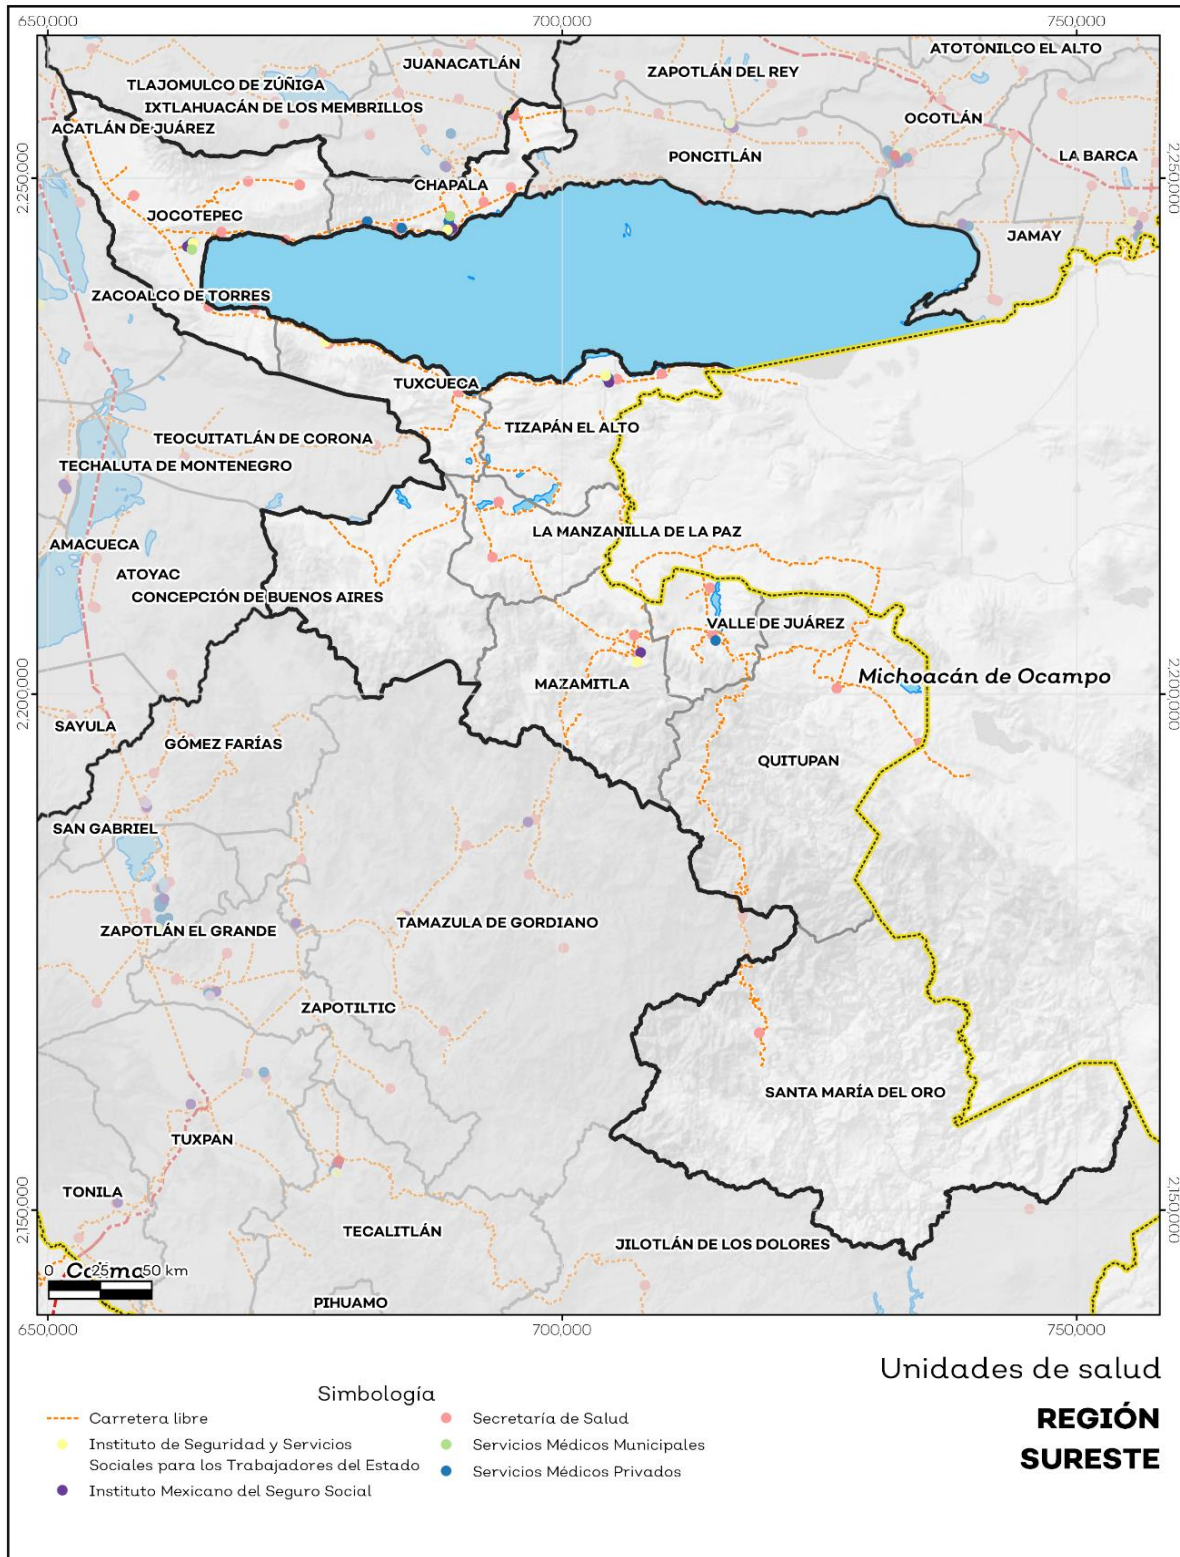 650,000
700,000
750,000
ATOTONILCO EL ALTO
JUANACATLÁN
ZAPOTLÁN DEL REY
TLAJOMULCO DE ZÚÑIGA
IXTLAHUACÁN DE LOS MEMBRILLOS
OCOTLÁN
ACATLÁN DE JUÁREZ
PONCITLÁN
LA BARCA
2,250,000
2,250,000
CHAPALA
JOCOTEPEC
JAMAY
ZACOALCO DE TORRES
TUXCUECA
TIZAPÁN EL ALTO
TEOCUITATLÁN DE CORONA
TECHALUTA DE MONTENEGRO
LA MANZANILLA DE LA PAZ
AMACUECA
ATOYAC
CONCEPCIÓN DE BUENOS AIRES
VALLE DE JUÁREZ
Michoacán de Ocampo
MAZAMITLA
2,200,000
2,200,000
SAYULA
GÓMEZ FARÍAS
QUITUPAN
SAN GABRIEL
TAMAZULA DE GORDIANO
ZAPOTLÁN EL GRANDE
ZAPOTILTIC
SANTA MARÍA DEL ORO
TUXPAN
TONILA
2,150,000
2,150,000
TECALITLÁN
JILOTLÁN DE LOS DOLORES
Colima
0 25 50 km
PIHUAMO
650,000
700,000
750,000
Unidades de salud
REGIÓN
SURESTE
Simbología
Carretera libre
Instituto de Seguridad y Servicios
Sociales para los Trabajadores del Estado
Instituto Mexicano del Seguro Social
Secretaría de Salud
Servicios Médicos Municipales
Servicios Médicos Privados